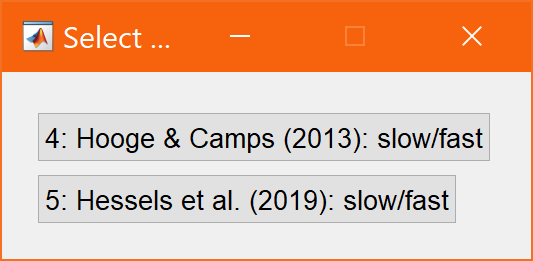 Select ...
4: Hooge & Camps (2013): slow/fast
5: Hessels et al. (2019): slow/fast